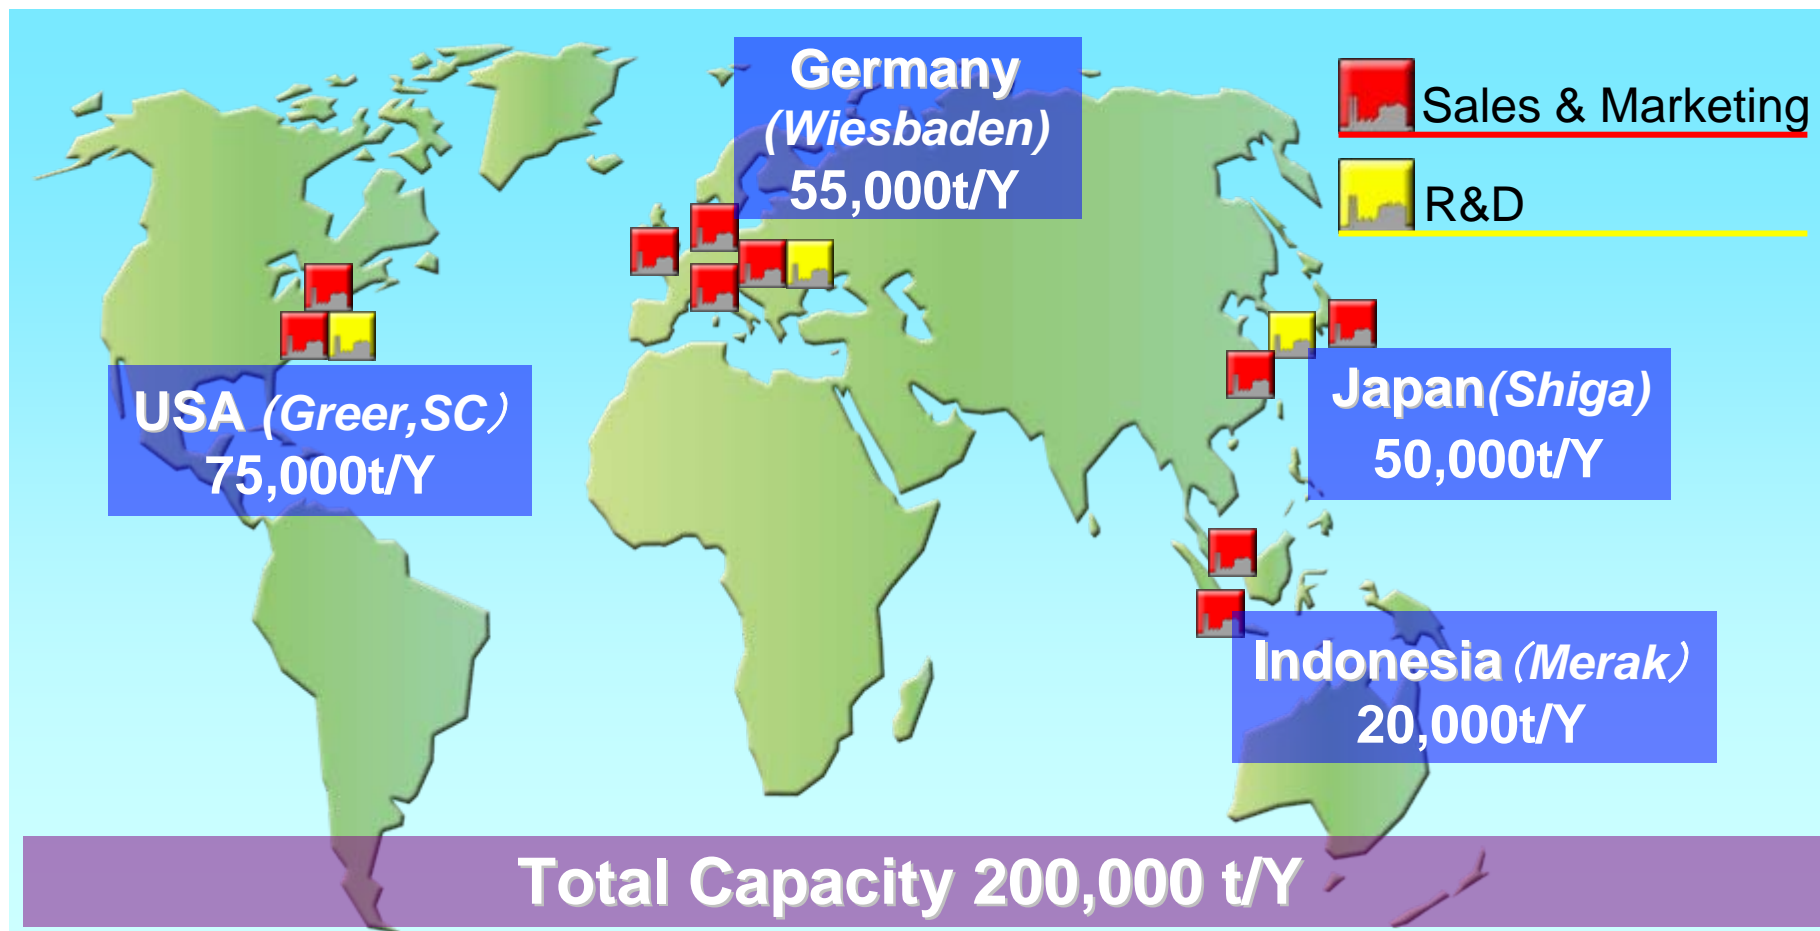 Germany
(Wiesbaden)
55,000t/Y
Sales & Marketing
R&D
USA (Greer,SC）
75,000t/Y
Japan(Shiga)
50,000t/Y
Indonesia（Merak）
20,000t/Y
Total Capacity 200,000 t/Y